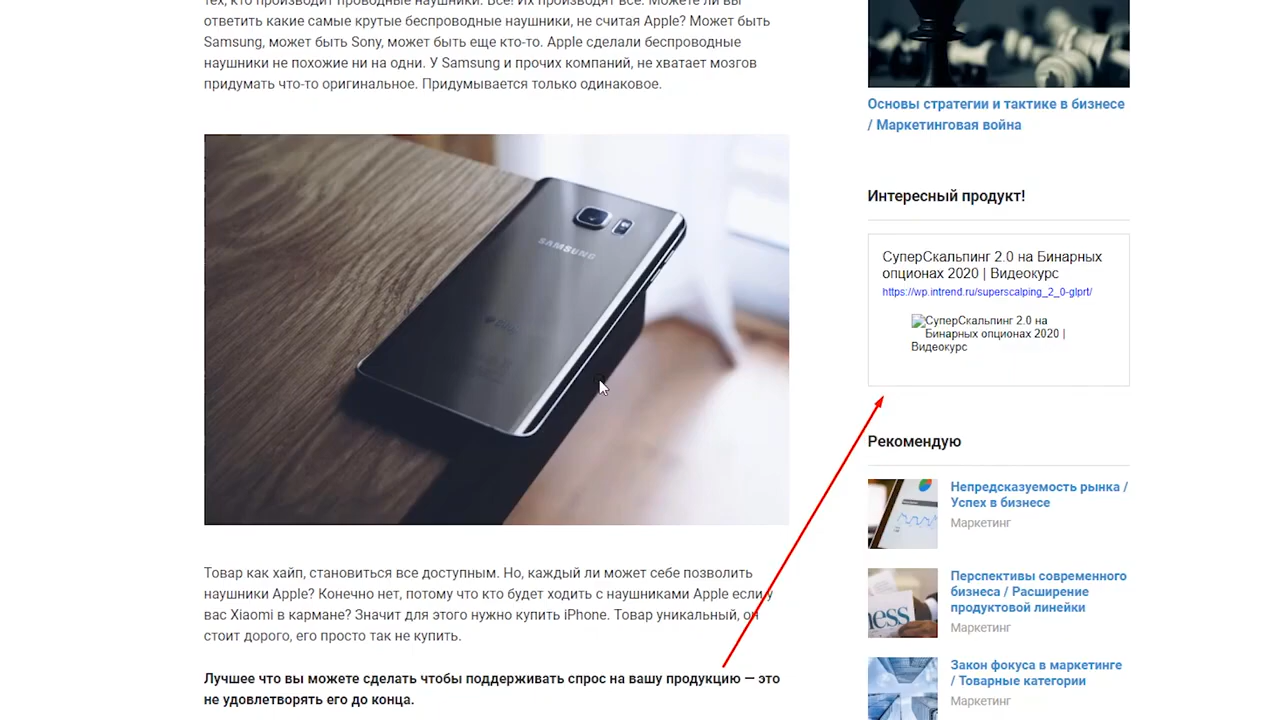 тех, кто производит проводные наушники. Все! Их производят все. Можете ли вы
ответить какие самые крутые беспроводные наушники, не считая Apple? Может быть
Samsung, может быть Sony, может быть еще кто-то. Apple сделали беспроводные
наушники не похожие ни на одни. У Samsung и прочих компаний, не хватает мозгов
придумать что-то оригинальное. Придумывается только одинаковое.
SAMSUNG
Товар как хайп, становиться все доступным. Но, каждый ли может себе позволить
наушники Apple? Конечно нет, потому что кто будет ходить с наушниками Apple если у
вас Xiaomi в кармане? Значит для этого нужно купить iPhone. Товар уникальный, он
стоит дорого, его просто так не купить.
Лучшее что вы можете сделать чтобы поддерживать спрос на вашу продукцию — это
не удовлетворять его до конца.
Основы стратегии и тактике в бизнесе
/ Маркетинговая война
Интересный продукт!
СуперСкальпинг 2.0 на Бинарных
опционах 2020 | Видеокурс
https://wp.intrend.ru/superscalping_2_0-glprt/
СуперСкальпинг 2.0 на
Бинарных опционах 2020 |
Видеокурс
Рекомендую
Непредсказуемость рынка /
Успех в бизнесе
Маркетинг
ness
Перспективы современного
бизнеса / Расширение
продуктовой линейки
Маркетинг
Закон фокуса в маркетинге
/ Товарные категории
Маркетинг